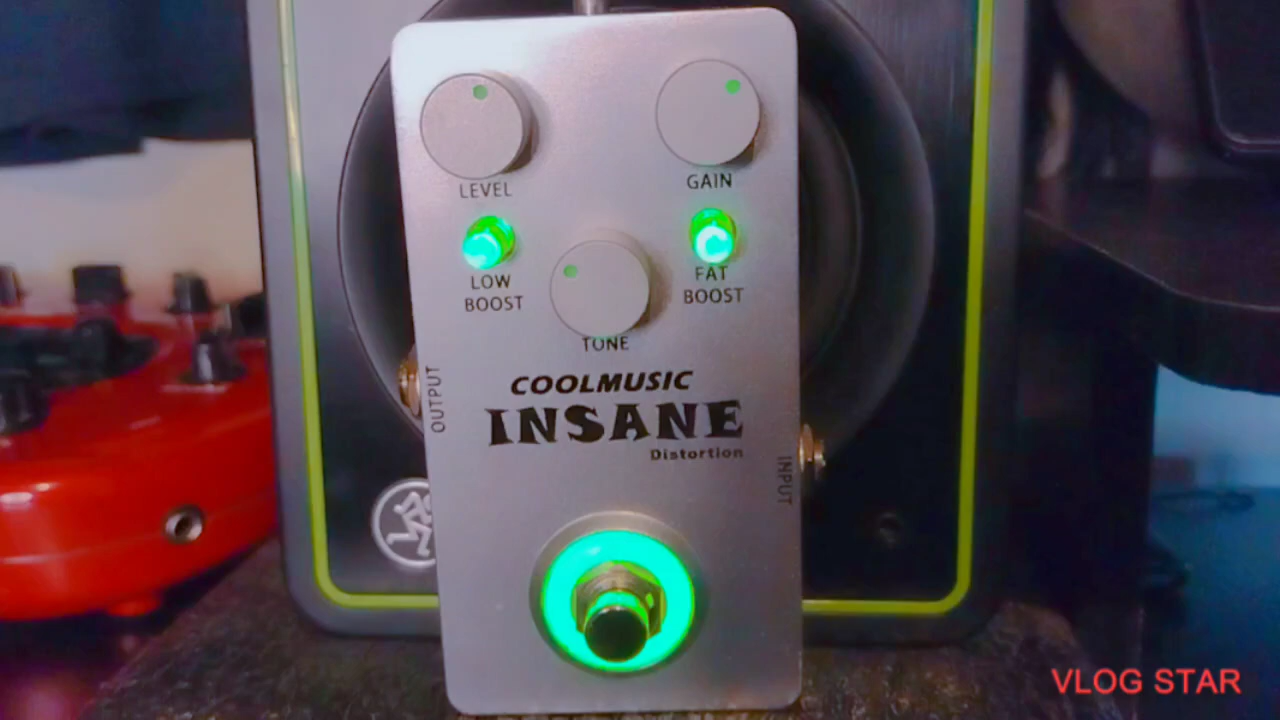 LEVEL
GAIN
LOW
BOOST
FAT
BOOST
TONE
OUTPUT
COOLMUSIC
INSANE
Distortion
INPUT
VLOG STAR